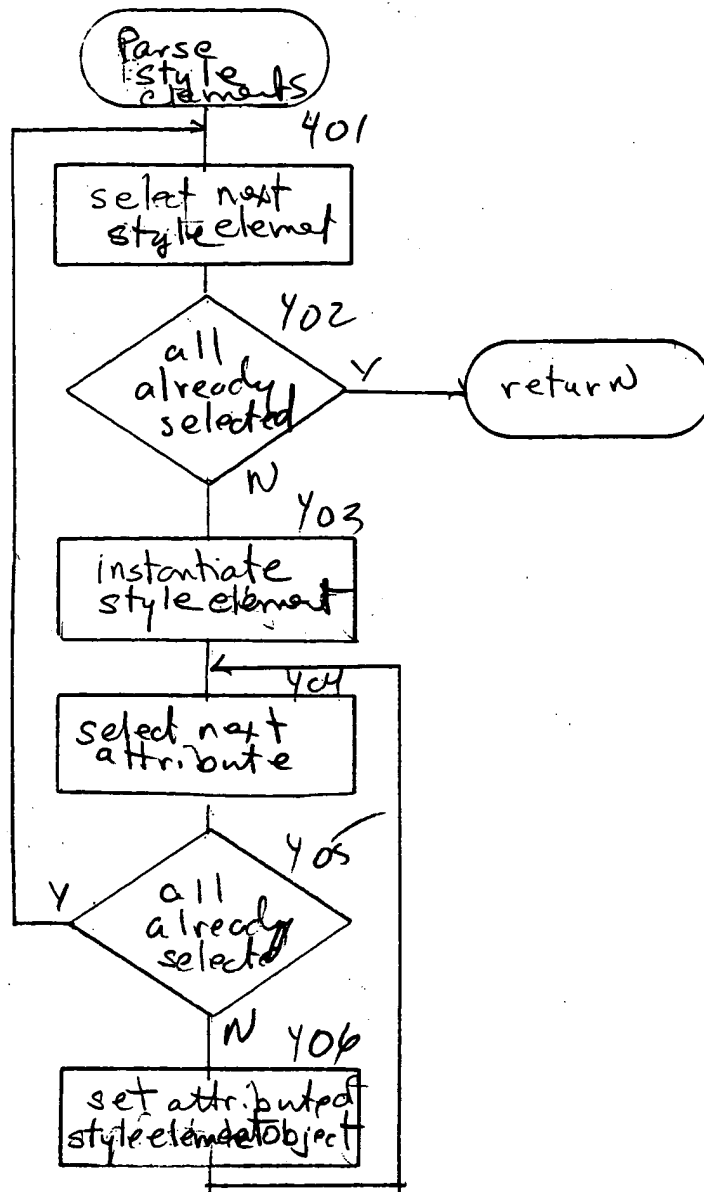 Parse
style
elements
401
select next
style elemet
402
all
already
selected
Y
return
N
403
instantiate
style element
404
select next
attribute
405
all
already
selected
Y
N
406
set attribute of
style element object